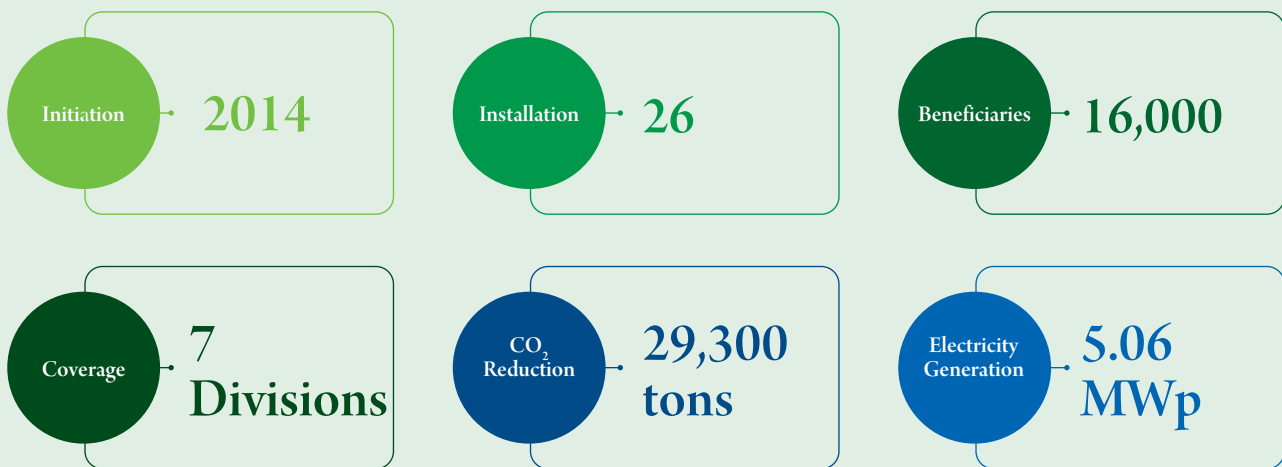 Initiation
2014
Installation
26
Beneficiaries
16,000
Coverage
7
Divisions
CO₂
Reduction
29,300
tons
Electricity
Generation
5.06
MWp